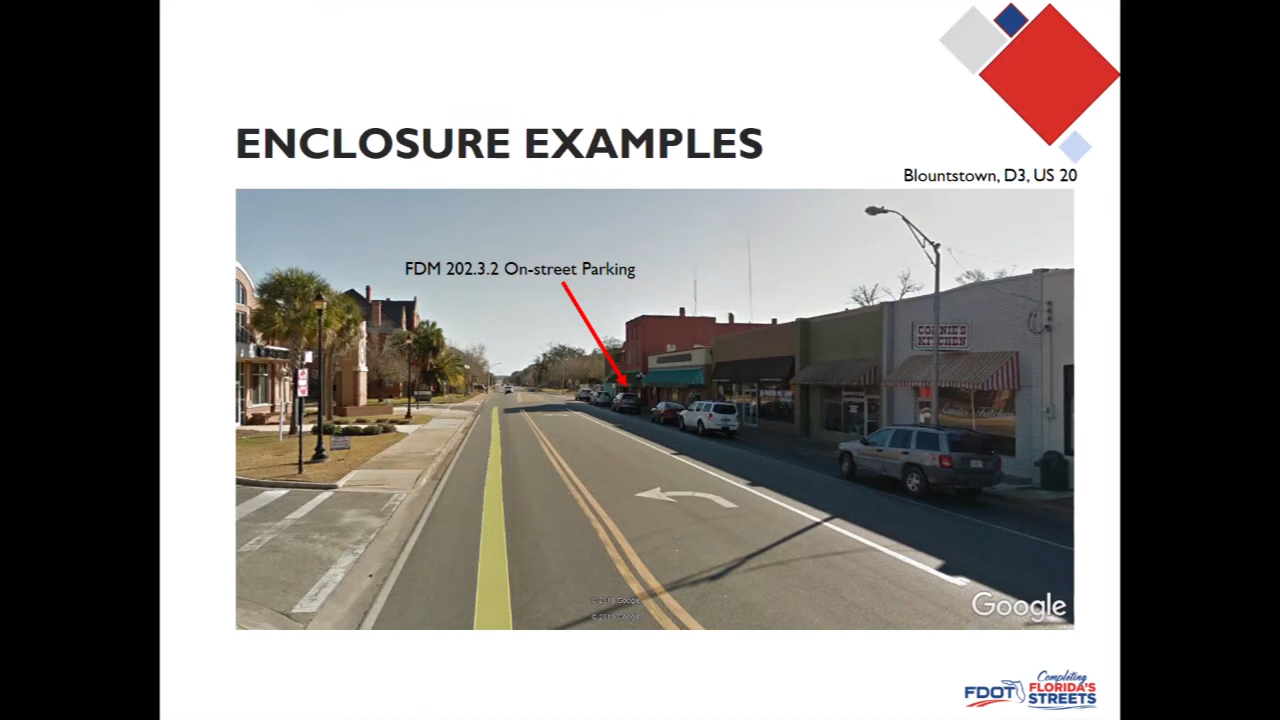 ENCLOSURE EXAMPLES
Blountstown, D3, US 20
FDM 202.3.2 On-street Parking
CONNIE'S
KITCHEN
Google
Completing
FDOT FLORIDA'S
STREETS